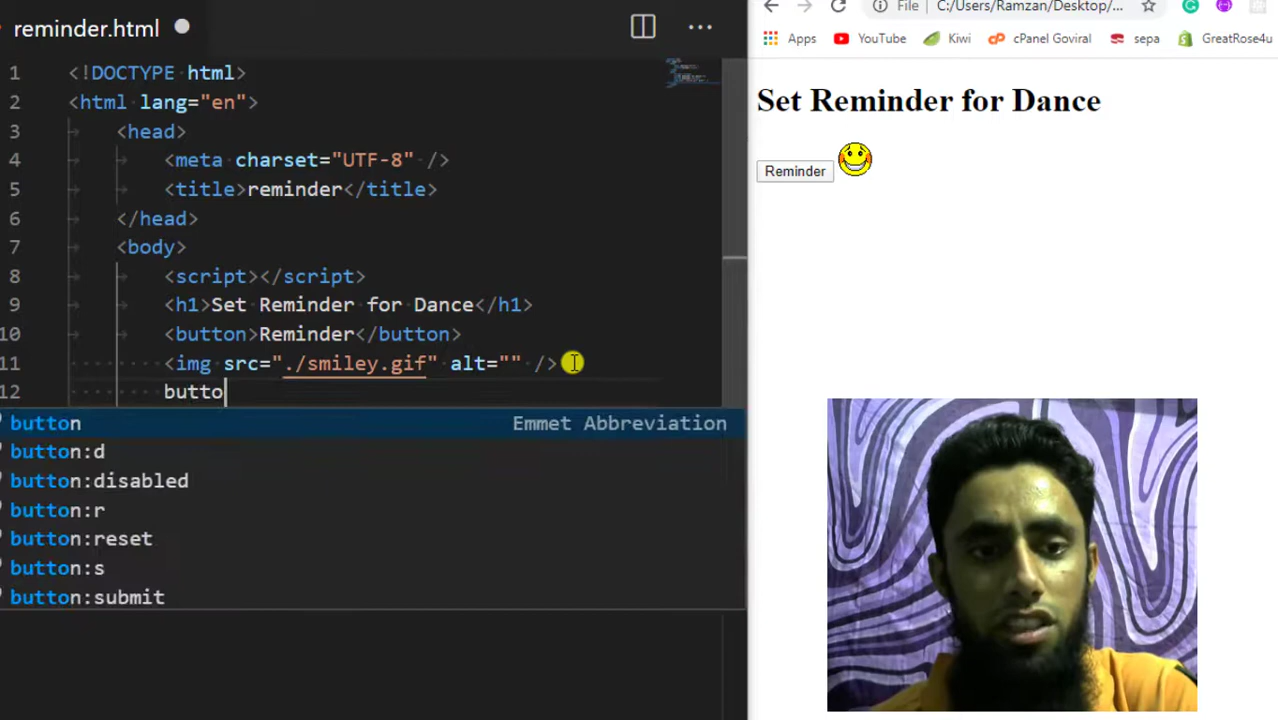 reminder.html
1 <!DOCTYPE html>
2 <html lang="en">
3 <head>
4 <meta charset="UTF-8" />
5 <title>reminder</title>
6 </head>
7 <body>
8 <script></script>
9 <h1>Set Reminder for Dance</h1>
10 <button>Reminder</button>
11 <img src="./smiley.gif" alt="" />
12 butto
button Emmet Abbreviation
button:d
button:disabled
button:r
button:reset
button:s
button:submit
File C:/Users/Ramzan/Desktop/...
Apps YouTube Kiwi cPanel Goviral sepa GreatRose4u
Set Reminder for Dance
Reminder